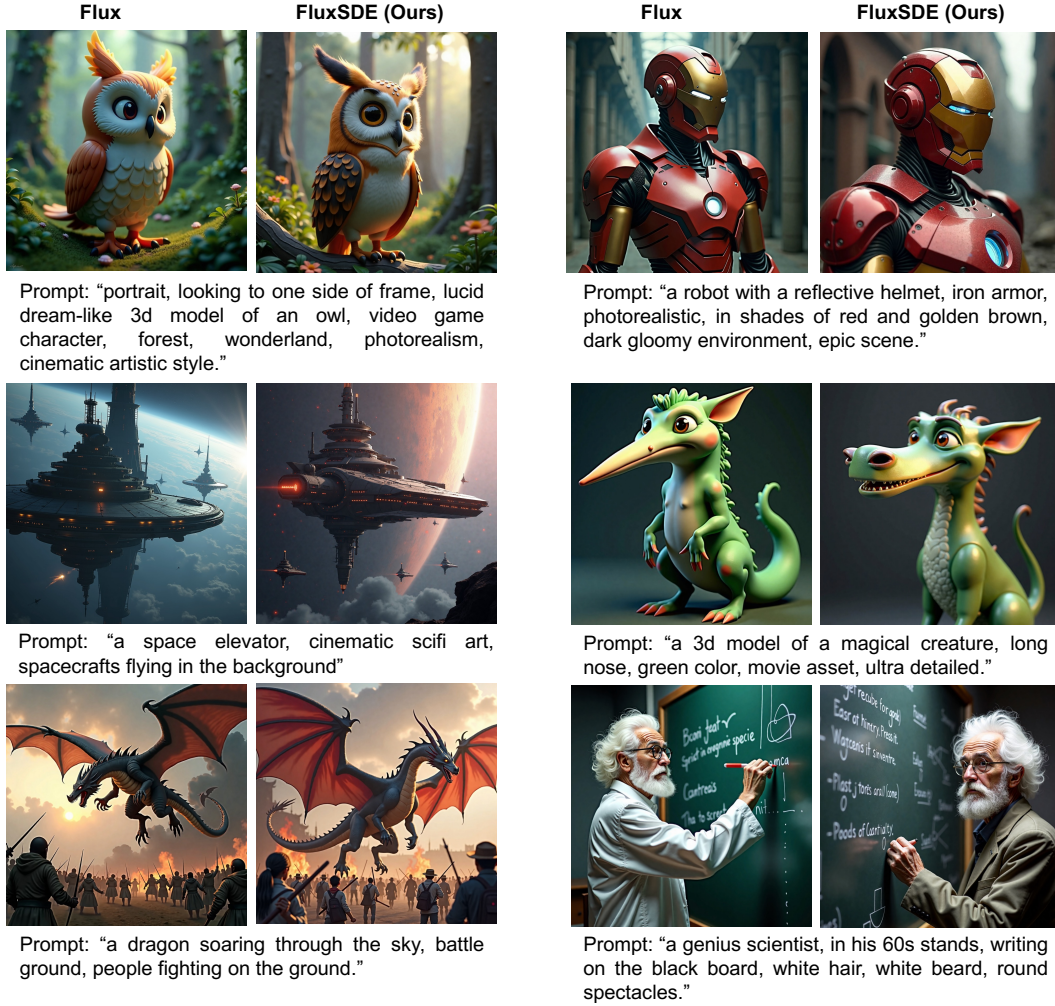 Flux FluxSDE (Ours) Flux FluxSDE (Ours)
Prompt: “portrait, looking to one side of frame, lucid
dream-like 3d model of an owl, video game
character, forest, wonderland, photorealism,
cinematic artistic style.”
Prompt: “a robot with a reflective helmet, iron armor,
photorealistic, in shades of red and golden brown,
dark gloomy environment, epic scene.”
Prompt: “a space elevator, cinematic scifi art,
spacecrafts flying in the background”
Prompt: “a 3d model of a magical creature, long
nose, green color, movie asset, ultra detailed.”
Cantreas
Prompt: “a dragon soaring through the sky, battle
ground, people fighting on the ground.”
Prompt: “a genius scientist, in his 60s stands, writing
on the black board, white hair, white beard, round
spectacles.”